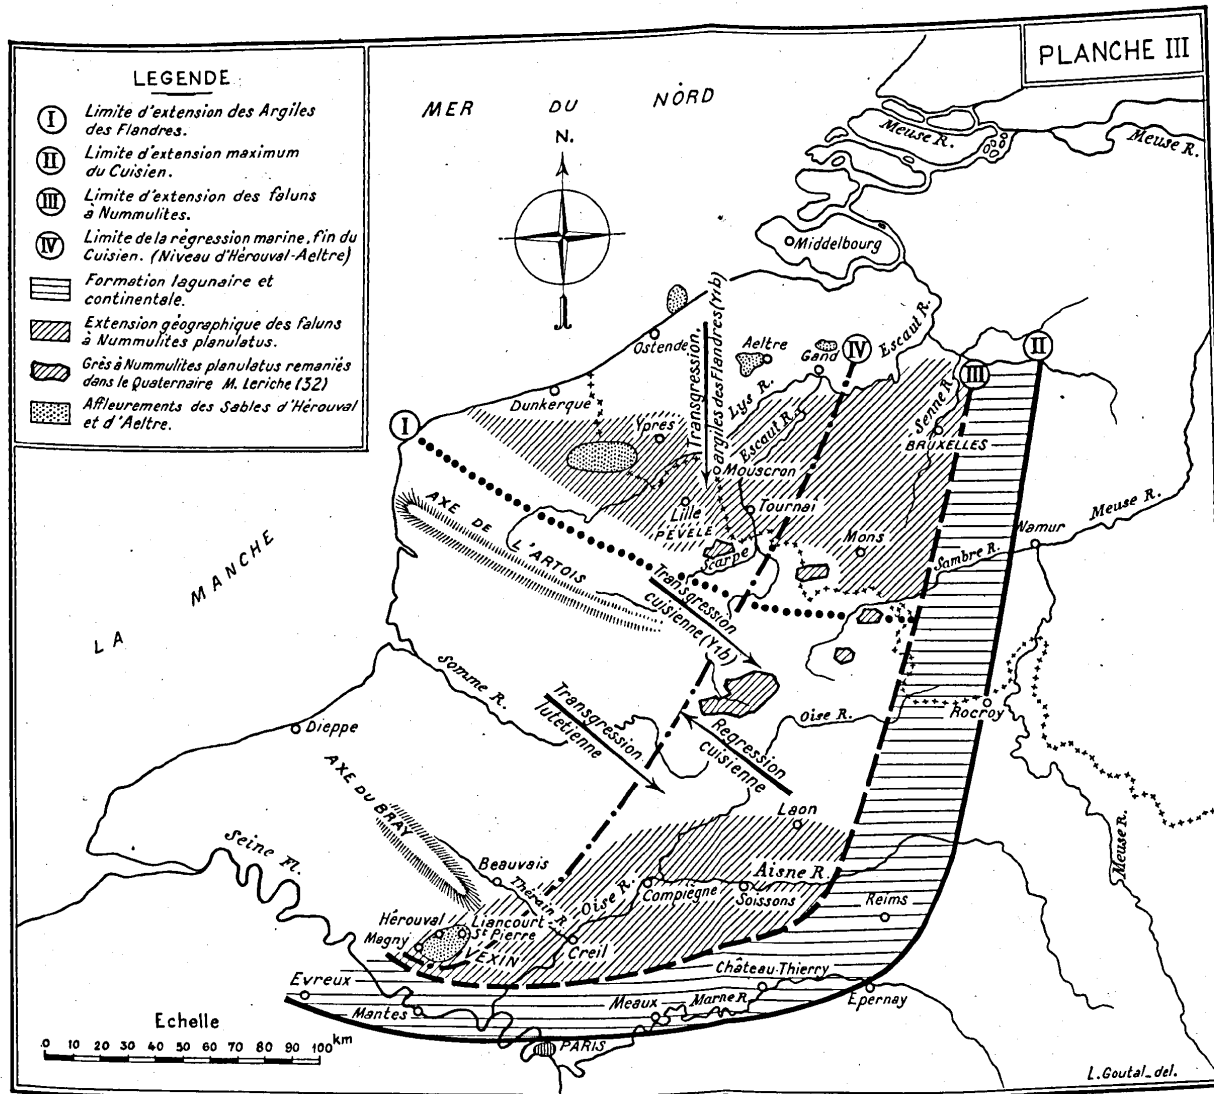 PLANCHE III
LEGENDE
I Limite d'extension des Argiles
des Flandres.
II Limite d'extension maximum
du Cuisien.
III Limite d'extension des faluns
à Nummulites.
IV Limite de la règression marine, fin du
Cuisien. (Niveau d'Hérouval-Aeltre)
Formation lagunaire et
continentale.
Extension géographique des faluns
à Nummulites planulatus.
Grès à Nummulites planulatus remaniés
dans le Quaternaire M. Leriche (32)
Affleurements des Sables d'Hérouval
et d'Aeltre.
MER DU NORD
N.
Meuse R.
Meuse R.
Middelbourg
Escaut R.
Ostende
Transgression,
argiles des Flandres (Y1b)
Aeltre
Gand
IV
II
III
Dunkerque
Lys R.
Escaut R.
Senne R.
BRUXELLES
I
Ypres
Mouscron
Lille
PEVELE
Tournai
Mons
Scarpe
Namur
Meuse R.
Sambre R.
AXE DE L'ARTOIS
LA MANCHE
Transgression
cuisienne (Y1b)
Somme R.
Transgression
lutétienne
Regression
cuisienne
Oise R.
Rocroy
Dieppe
AXE DU BRAY
Laon
Seine Fl.
Beauvais
Thérain R.
Oise R.
Compiègne
Soissons
Aisne R.
Meuse R.
Reims
Hérouval
Liancourt
St Pierre
Magny
VEXIN
Creil
Château-Thierry
Evreux
Mantes
Meaux
Marne R.
Epernay
PARIS
Echelle
0 10 20 30 40 50 60 70 80 90 100 km
L. Goutal_del.